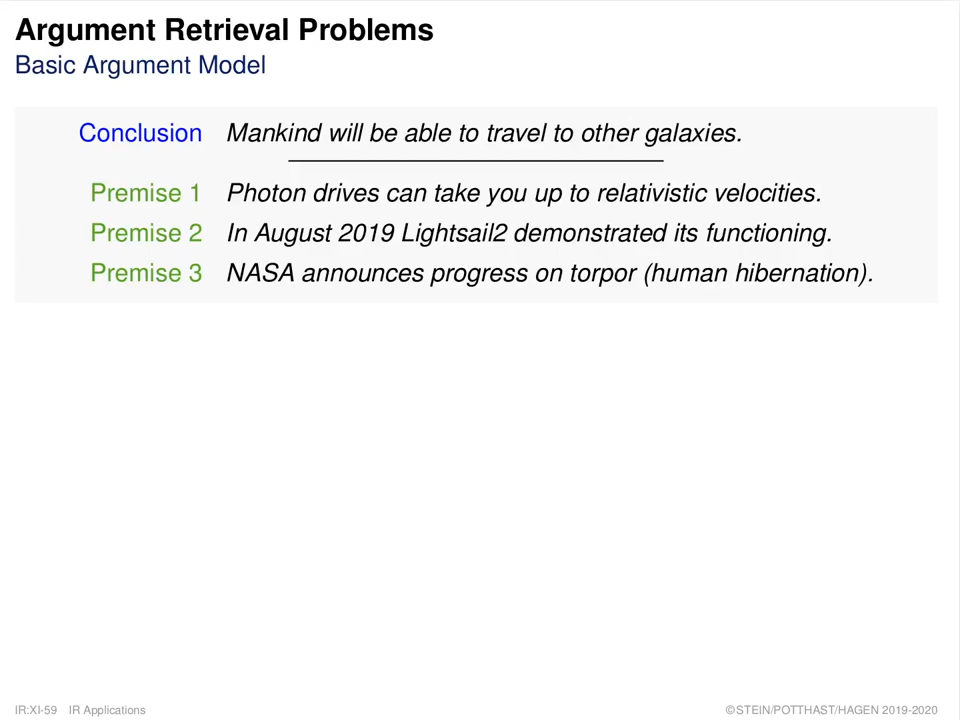 Argument Retrieval Problems
Basic Argument Model
Conclusion Mankind will be able to travel to other galaxies.
Premise 1 Photon drives can take you up to relativistic velocities.
Premise 2 In August 2019 Lightsail2 demonstrated its functioning.
Premise 3 NASA announces progress on torpor (human hibernation).
IR:XI-59 IR Applications ©STEIN/POTTHAST/HAGEN 2019-2020